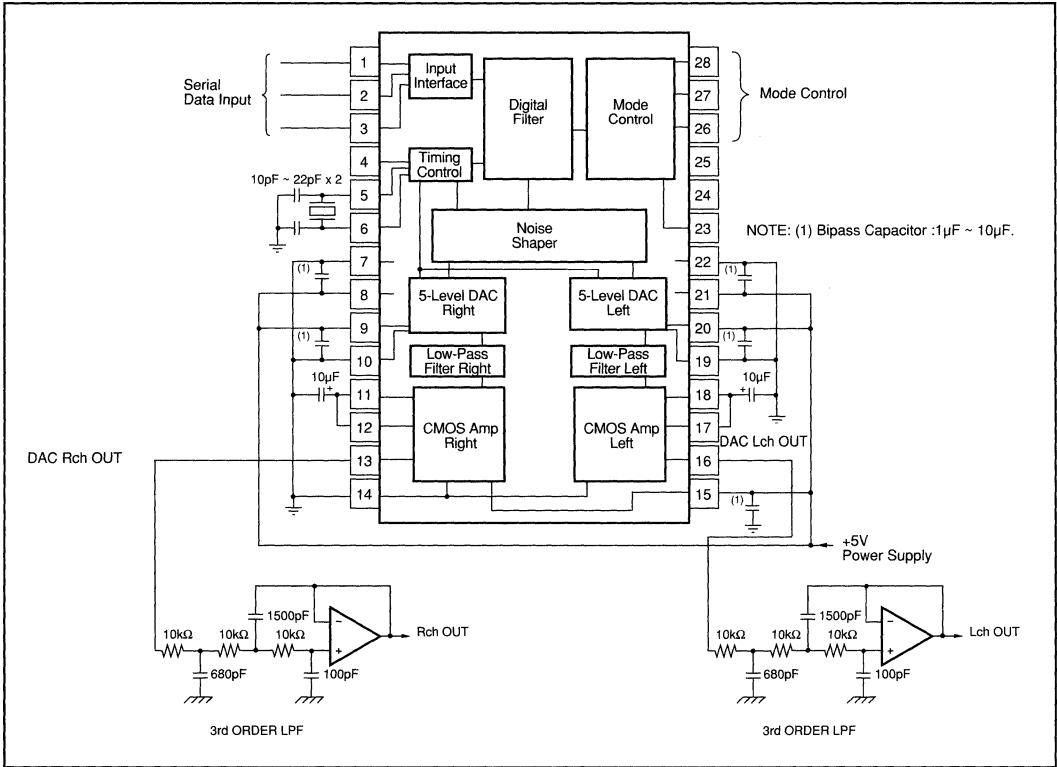 Serial
Data Input
1
2
3
4
5
6
7
8
9
10
11
12
13
14
28
27
26
25
24
23
22
21
20
19
18
17
16
15
Mode Control
Input
Interface
Digital
Filter
Mode
Control
Timing
Control
10pF ~ 22pF x 2
Noise
Shaper
NOTE: (1) Bipass Capacitor :1µF ~ 10µF.
(1)
(1)
(1)
(1)
(1)
5-Level DAC
Right
5-Level DAC
Left
Low-Pass
Filter Right
Low-Pass
Filter Left
10µF
+
10µF
+
CMOS Amp
Right
CMOS Amp
Left
DAC Rch OUT
DAC Lch OUT
+5V
Power Supply
1500pF
10kΩ
10kΩ
10kΩ
–
+
Rch OUT
680pF
100pF
3rd ORDER LPF
1500pF
10kΩ
10kΩ
10kΩ
–
+
Lch OUT
680pF
100pF
3rd ORDER LPF